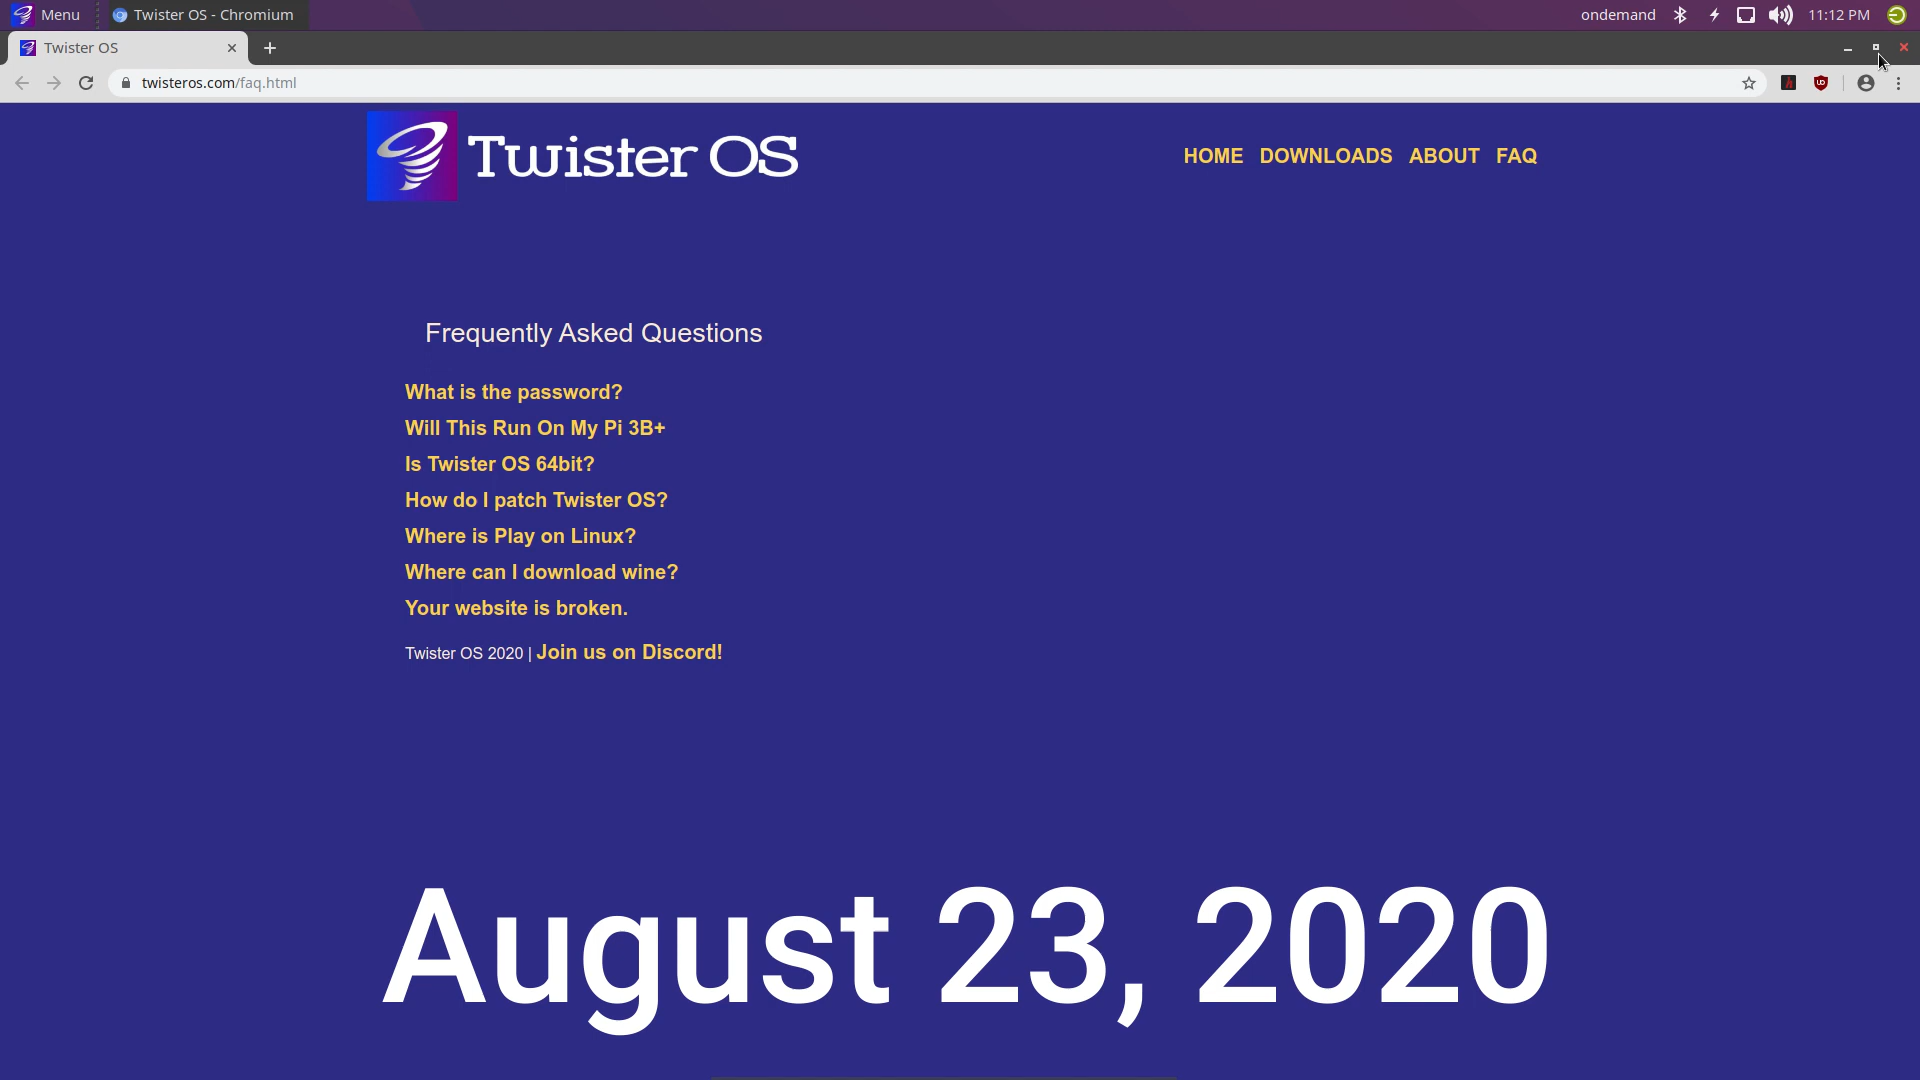 Menu Twister OS - Chromium ondemand 11:12 PM
Twister OS
twisteros.com/faq.html
Twister OS HOME DOWNLOADS ABOUT FAQ
Frequently Asked Questions
What is the password?
Will This Run On My Pi 3B+
Is Twister OS 64bit?
How do I patch Twister OS?
Where is Play on Linux?
Where can I download wine?
Your website is broken.
Twister OS 2020 | Join us on Discord!
August 23, 2020